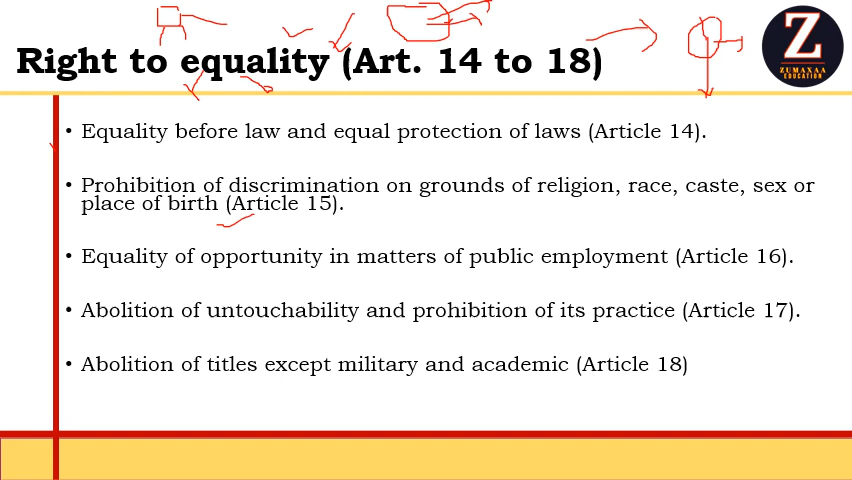 Right to equality (Art. 14 to 18)
Z
ZUMAXAA
EDUCATION
• Equality before law and equal protection of laws (Article 14).
• Prohibition of discrimination on grounds of religion, race, caste, sex or
place of birth (Article 15).
• Equality of opportunity in matters of public employment (Article 16).
• Abolition of untouchability and prohibition of its practice (Article 17).
• Abolition of titles except military and academic (Article 18)